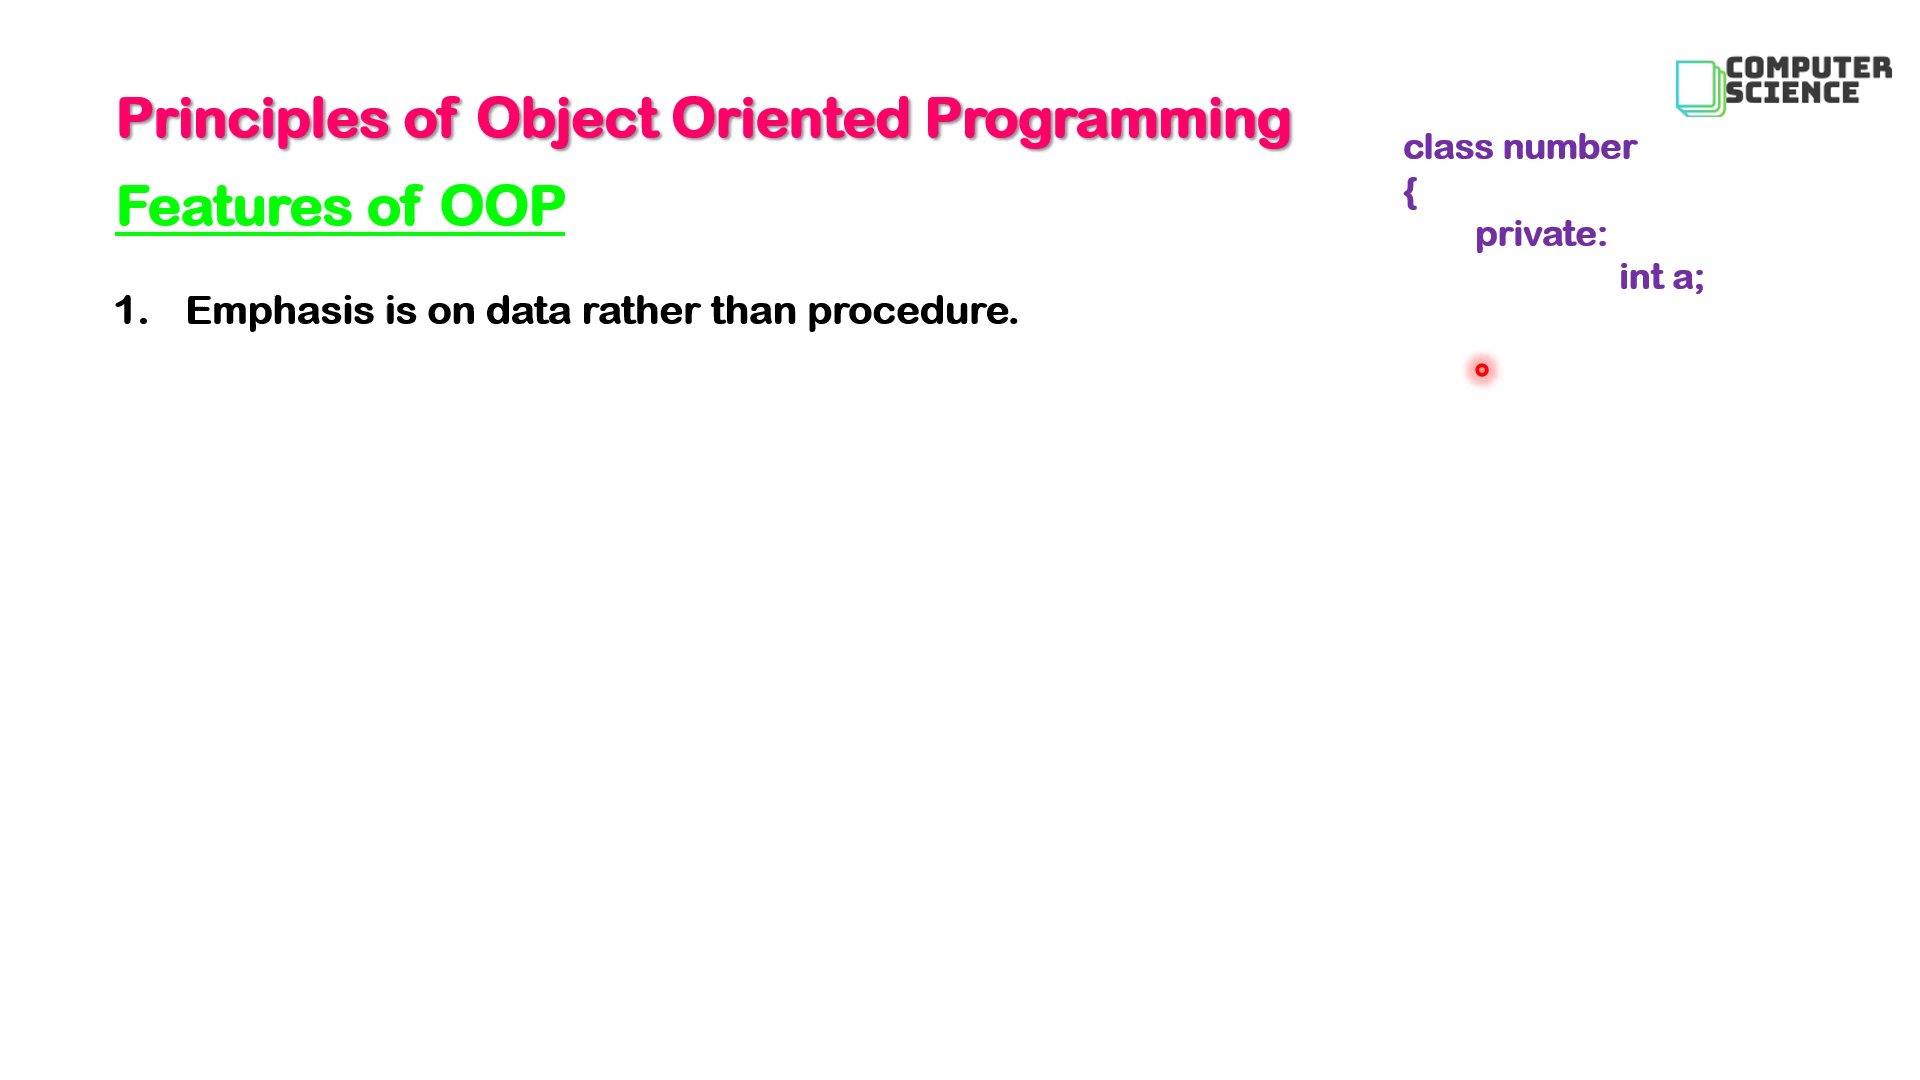 COMPUTER
SCIENCE
Principles of Object Oriented Programming
Features of OOP
1. Emphasis is on data rather than procedure.
class number
{
private:
int a;